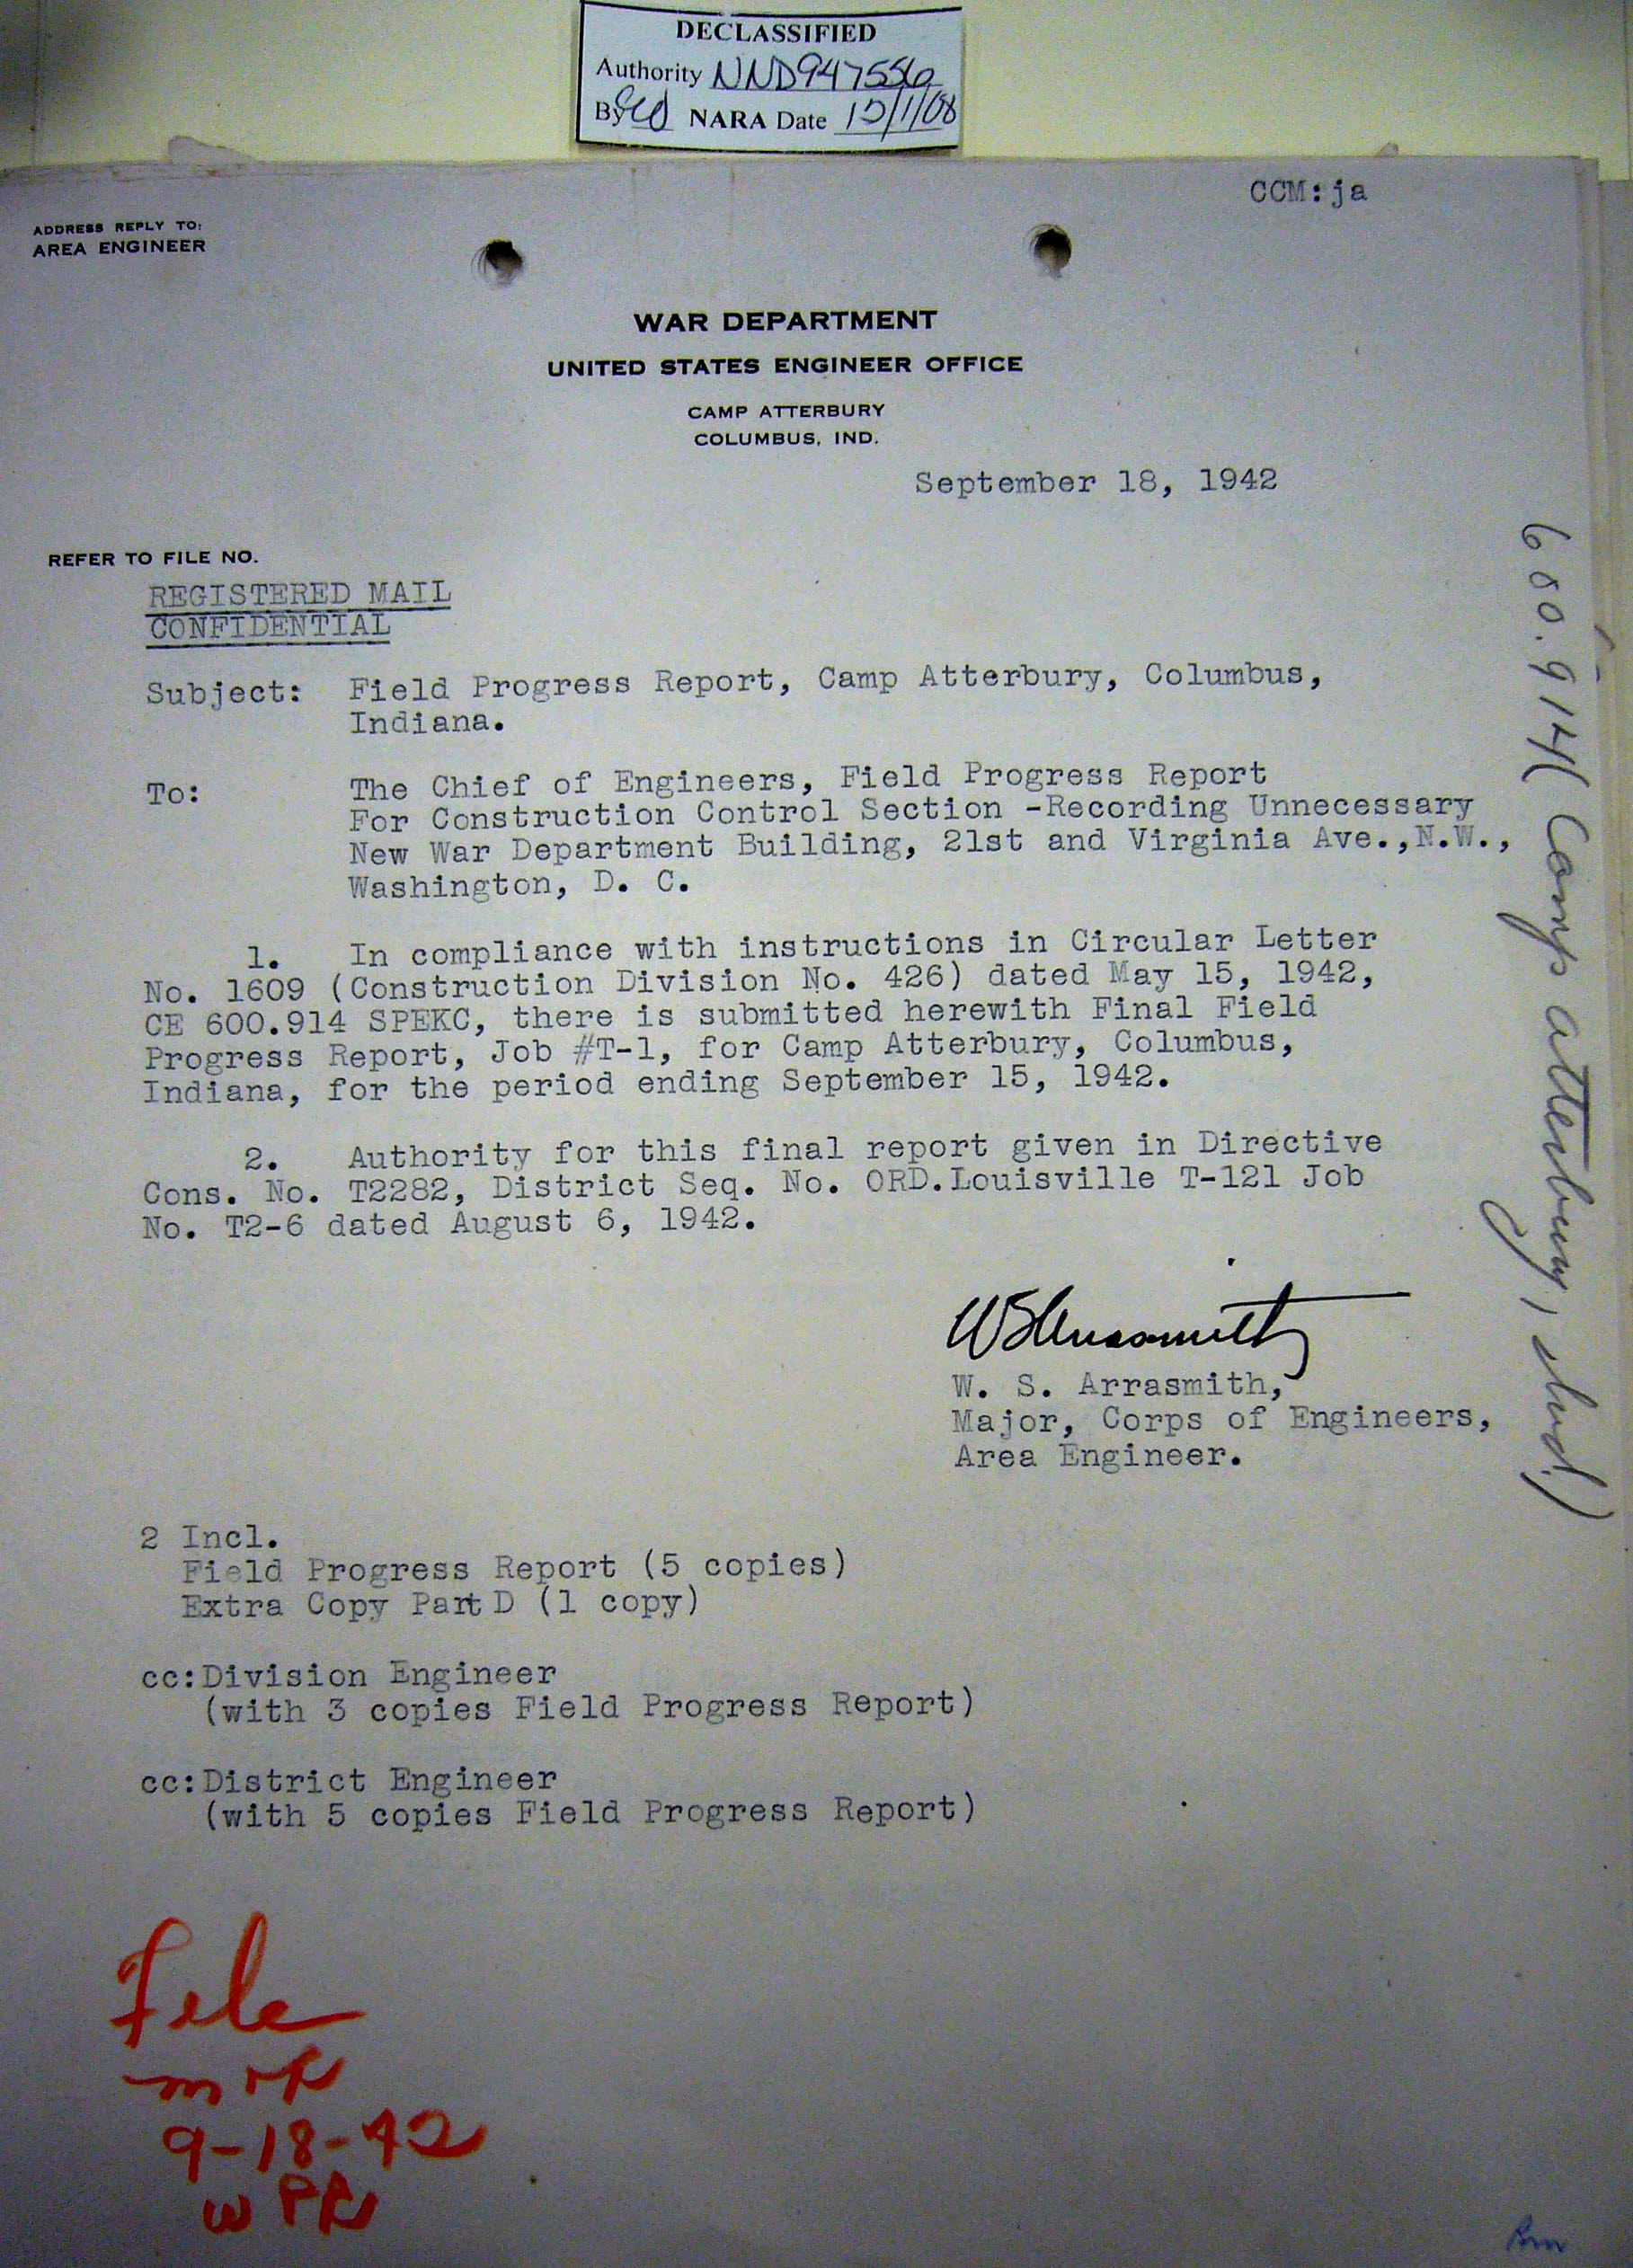 DECLASSIFIED
Authority NND947556
By NARA Date
CCM:ja
ADDRESS REPLY TO:
AREA ENGINEER
WAR DEPARTMENT
UNITED STATES ENGINEER OFFICE
CAMP ATTERBURY
COLUMBUS, IND.
September 18, 1942
REFER TO FILE NO.
REGISTERED MAIL
CONFIDENTIAL
Subject: Field Progress Report, Camp Atterbury, Columbus,
Indiana.
To: The Chief of Engineers, Field Progress Report
For Construction Control Section -Recording Unnecessary
New War Department Building, 21st and Virginia Ave.,N.W.,
Washington, D. C.
1. In compliance with instructions in Circular Letter
No. 1609 (Construction Division No. 426) dated May 15, 1942,
CE 600.914 SPEKC, there is submitted herewith Final Field
Progress Report, Job #T-1, for Camp Atterbury, Columbus,
Indiana, for the period ending September 15, 1942.
2. Authority for this final report given in Directive
Cons. No. T2282, District Seq. No. ORD.Louisville T-121 Job
No. T2-6 dated August 6, 1942.
WSArrasmith
W. S. Arrasmith,
Major, Corps of Engineers,
Area Engineer.
2 Incl.
Field Progress Report (5 copies)
Extra Copy Part D (1 copy)
cc:Division Engineer
(with 3 copies Field Progress Report)
cc:District Engineer
(with 5 copies Field Progress Report)
File
9-18-42
600.914( Camp Atterbury, Ind.)